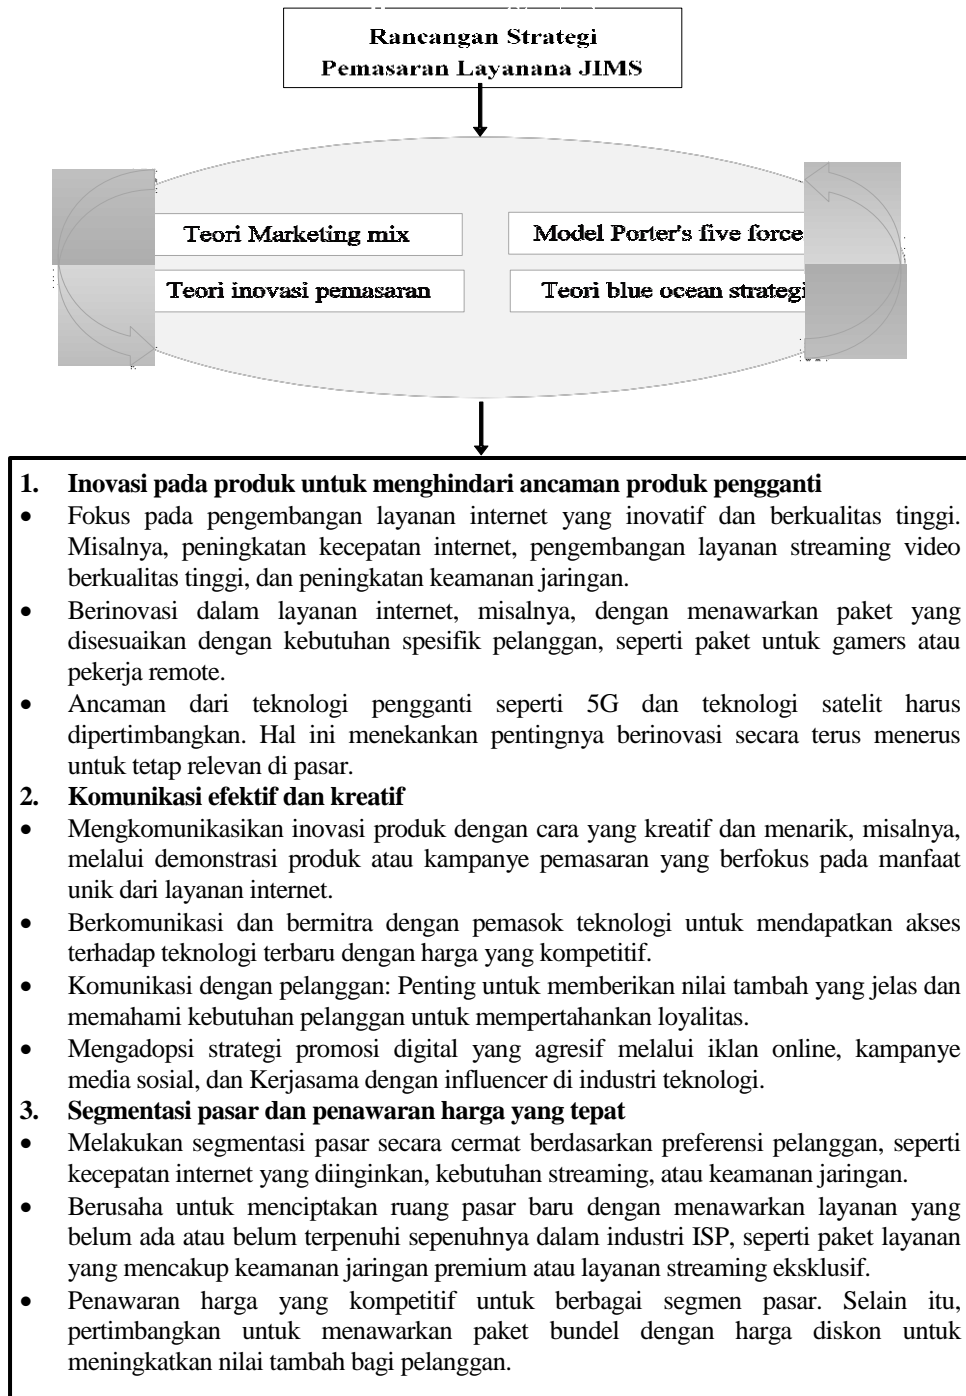 Rancangan Strategi
Pemasaran Layanana JIMS
Teori Marketing mix
Model Porter's five force
Teori inovasi pemasaran
Teori blue ocean strategi
1. Inovasi pada produk untuk menghindari ancaman produk pengganti
• Fokus pada pengembangan layanan internet yang inovatif dan berkualitas tinggi.
Misalnya, peningkatan kecepatan internet, pengembangan layanan streaming video
berkualitas tinggi, dan peningkatan keamanan jaringan.
• Berinovasi dalam layanan internet, misalnya, dengan menawarkan paket yang
disesuaikan dengan kebutuhan spesifik pelanggan, seperti paket untuk gamers atau
pekerja remote.
• Ancaman dari teknologi pengganti seperti 5G dan teknologi satelit harus
dipertimbangkan. Hal ini menekankan pentingnya berinovasi secara terus menerus
untuk tetap relevan di pasar.
2. Komunikasi efektif dan kreatif
• Mengkomunikasikan inovasi produk dengan cara yang kreatif dan menarik, misalnya,
melalui demonstrasi produk atau kampanye pemasaran yang berfokus pada manfaat
unik dari layanan internet.
• Berkomunikasi dan bermitra dengan pemasok teknologi untuk mendapatkan akses
terhadap teknologi terbaru dengan harga yang kompetitif.
• Komunikasi dengan pelanggan: Penting untuk memberikan nilai tambah yang jelas dan
memahami kebutuhan pelanggan untuk mempertahankan loyalitas.
• Mengadopsi strategi promosi digital yang agresif melalui iklan online, kampanye
media sosial, dan Kerjasama dengan influencer di industri teknologi.
3. Segmentasi pasar dan penawaran harga yang tepat
• Melakukan segmentasi pasar secara cermat berdasarkan preferensi pelanggan, seperti
kecepatan internet yang diinginkan, kebutuhan streaming, atau keamanan jaringan.
• Berusaha untuk menciptakan ruang pasar baru dengan menawarkan layanan yang
belum ada atau belum terpenuhi sepenuhnya dalam industri ISP, seperti paket layanan
yang mencakup keamanan jaringan premium atau layanan streaming eksklusif.
• Penawaran harga yang kompetitif untuk berbagai segmen pasar. Selain itu,
pertimbangkan untuk menawarkan paket bundel dengan harga diskon untuk
meningkatkan nilai tambah bagi pelanggan.